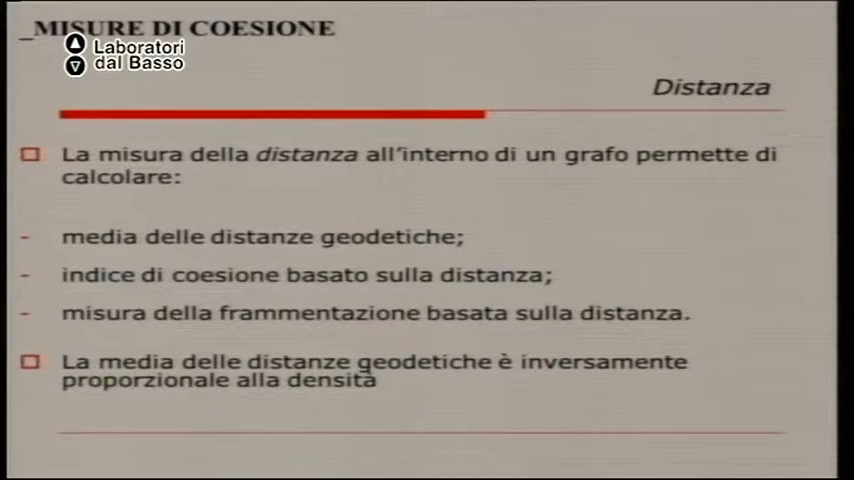 _MISURE DI COESIONE
Laboratori
dal Basso
Distanza
La misura della distanza all'interno di un grafo permette di
calcolare:
- media delle distanze geodetiche;
- indice di coesione basato sulla distanza;
- misura della frammentazione basata sulla distanza.
La media delle distanze geodetiche è inversamente
proporzionale alla densità